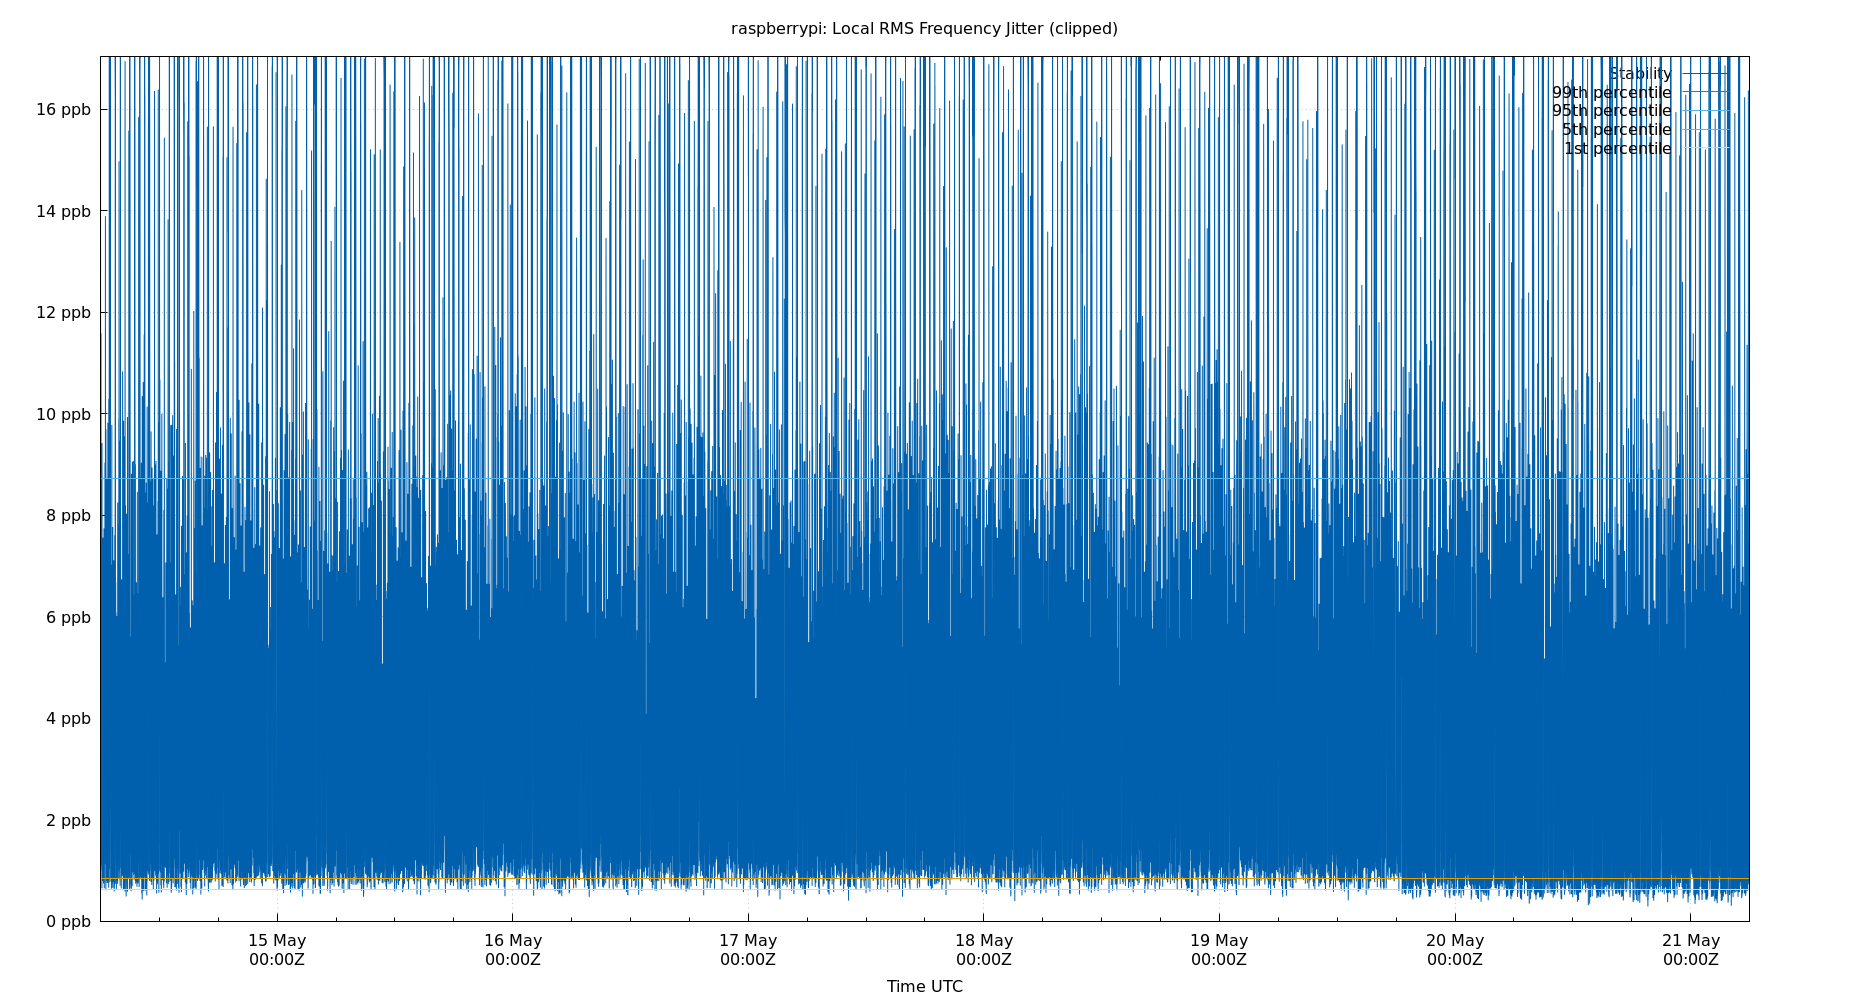 raspberrypi: Local RMS Frequency Jitter (clipped)
Stability
99th percentile
95th percentile
5th percentile
1st percentile
16 ppb
14 ppb
12 ppb
10 ppb
8 ppb
6 ppb
4 ppb
2 ppb
0 ppb
15 May
00:00Z
16 May
00:00Z
17 May
00:00Z
18 May
00:00Z
19 May
00:00Z
20 May
00:00Z
21 May
00:00Z
Time UTC